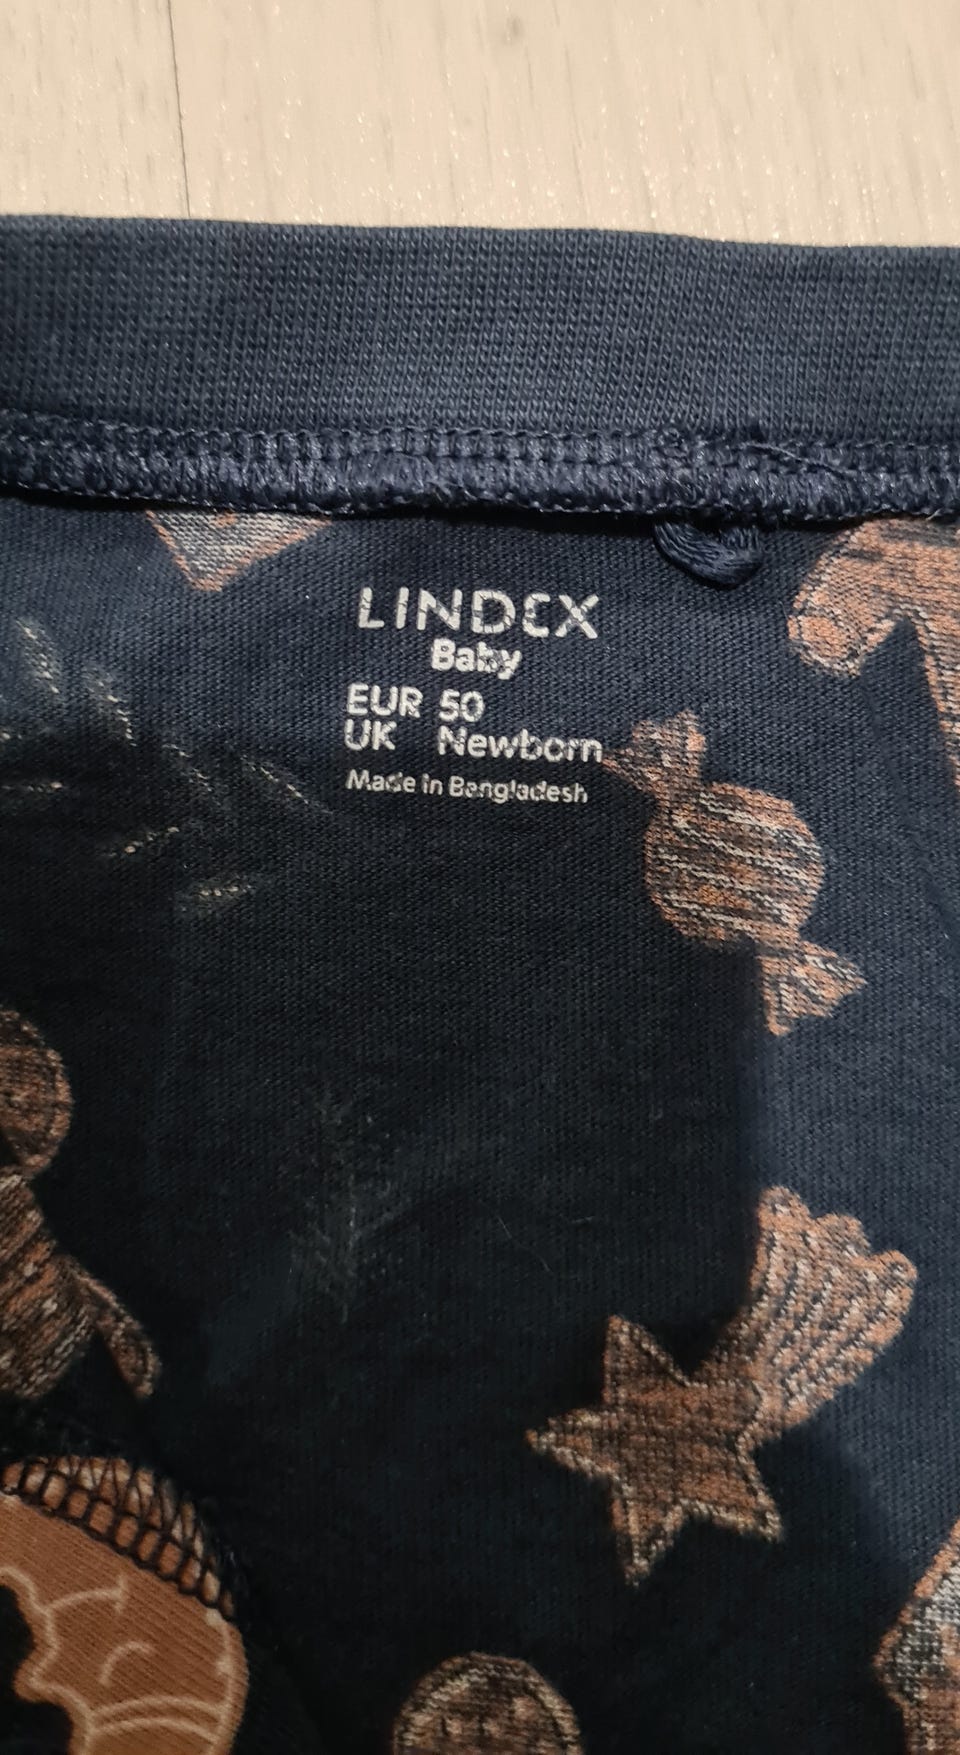 LINDEX
Baby
EUR 50
UK Newborn
Made in Bangladesh